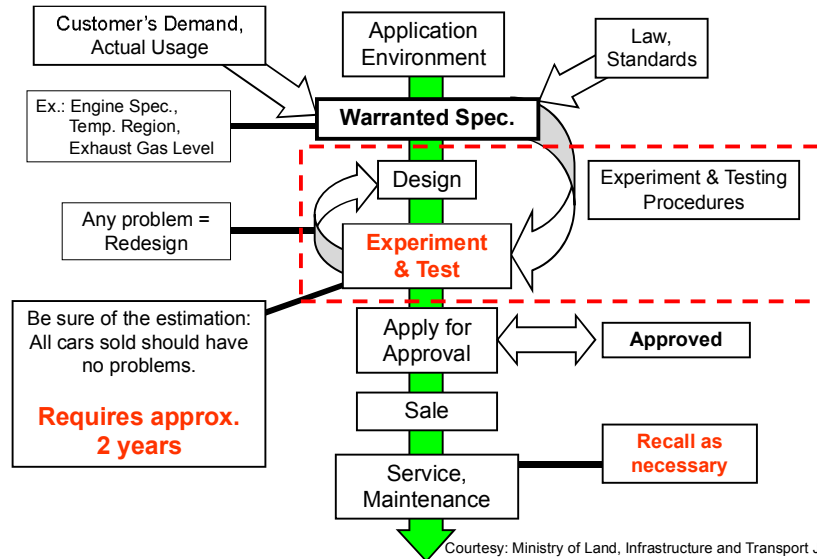 Customer's Demand,
Actual Usage
Application
Environment
Law,
Standards
Ex.: Engine Spec.,
Temp. Region,
Exhaust Gas Level
Warranted Spec.
Design
Experiment & Testing
Procedures
Any problem =
Redesign
Experiment
& Test
Be sure of the estimation:
All cars sold should have
no problems.
Requires approx.
2 years
Apply for
Approval
Approved
Sale
Service,
Maintenance
Recall as
necessary
Courtesy: Ministry of Land, Infrastructure and Transport J